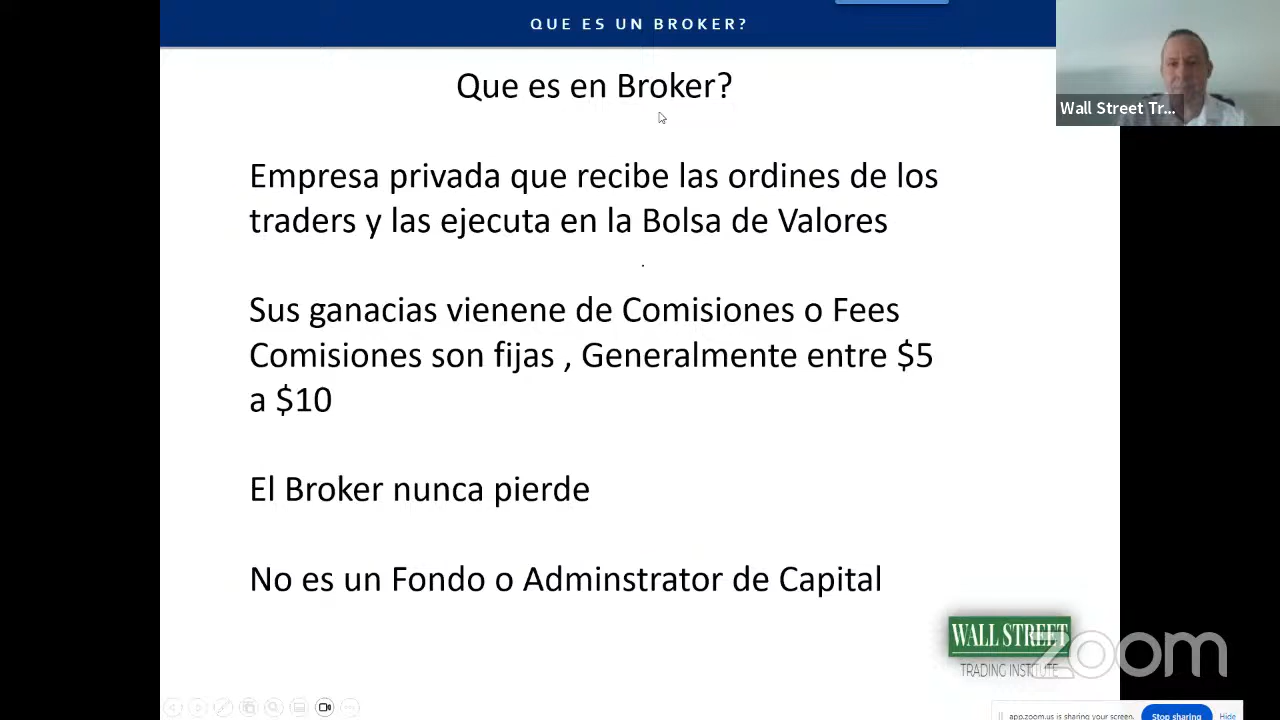 QUE ES UN BROKER?
Que es en Broker?
Wall Street Tr...
Empresa privada que recibe las ordines de los
traders y las ejecuta en la Bolsa de Valores
.
Sus ganacias vienene de Comisiones o Fees
Comisiones son fijas , Generalmente entre $5
a $10
El Broker nunca pierde
No es un Fondo o Adminstrator de Capital
WALL STREET
TRADING INSTITUTE
zoom
app.zoom.us is sharing your screen.
Stop sharing
Hide